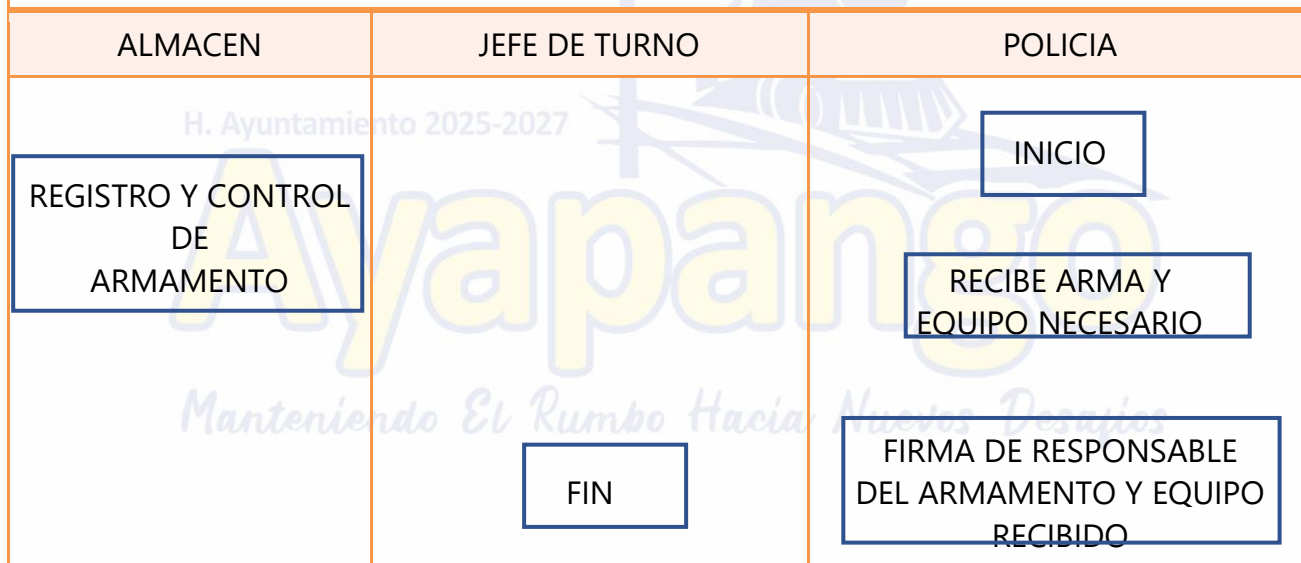 ALMACEN
JEFE DE TURNO
POLICIA
H. Ayuntamiento 2025-2027
INICIO
REGISTRO Y CONTROL
DE
ARMAMENTO
Ayapango
RECIBE ARMA Y
EQUIPO NECESARIO
Manteniendo El Rumbo Hacia Nuevos Desafios
FIN
FIRMA DE RESPONSABLE
DEL ARMAMENTO Y EQUIPO
RECIBIDO